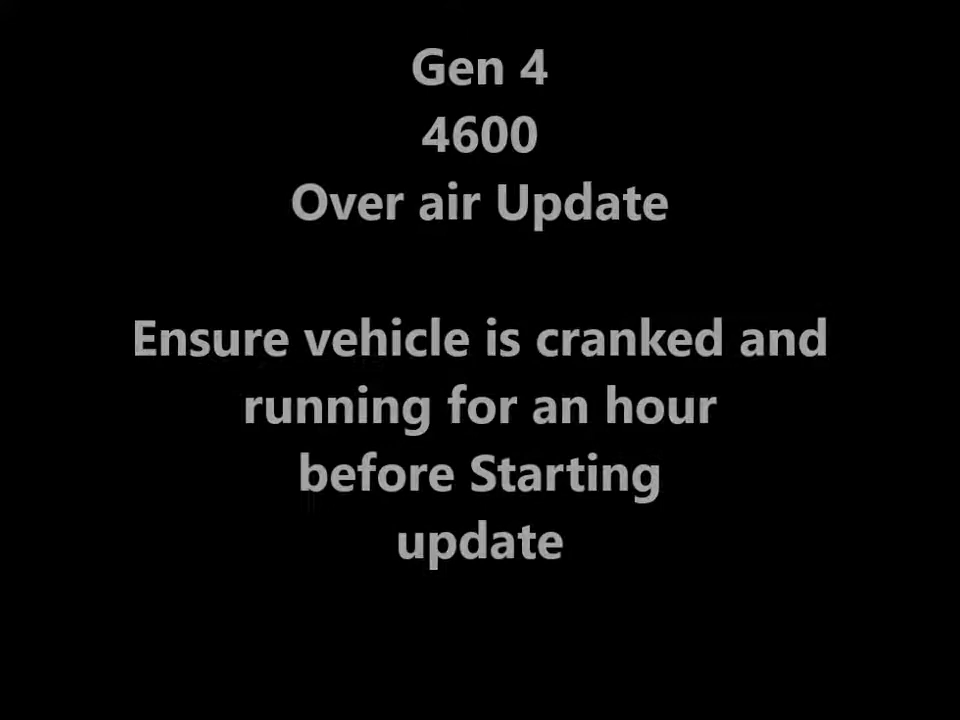 Gen 4
4600
Over air Update
Ensure vehicle is cranked and
running for an hour
before Starting
update